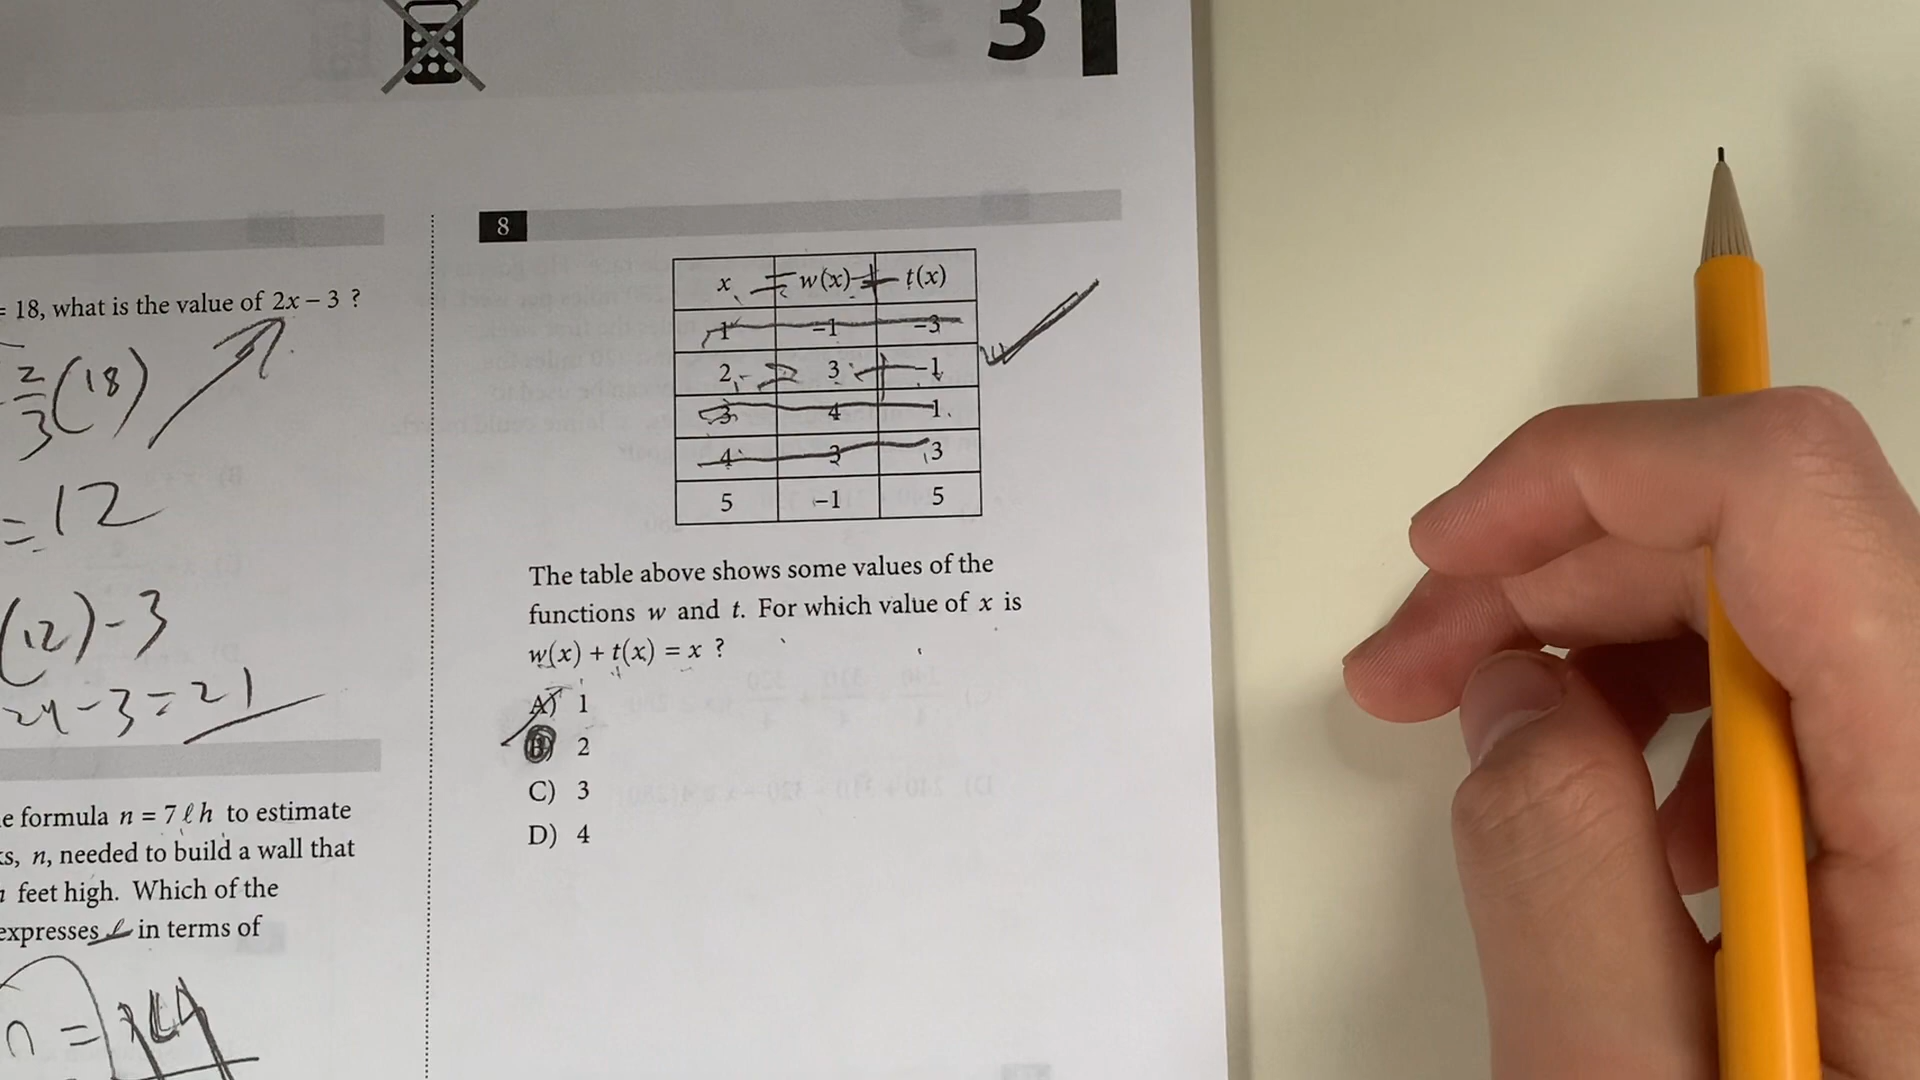 3
= 18, what is the value of 2x – 3 ?
2/3 (18)
= 12
(12) - 3
24 - 3 = 21
e formula n = 7 ℓ h to estimate
s, n, needed to build a wall that
feet high. Which of the
expresses ℓ in terms of
n =
8
x = w(x) + t(x)
1 –1 –3
2 = 3 + –1
3 4 1
4 3 3
5 –1 5
The table above shows some values of the
functions w and t. For which value of x is
w(x) + t(x) = x ?
A) 1
B) 2
C) 3
D) 4